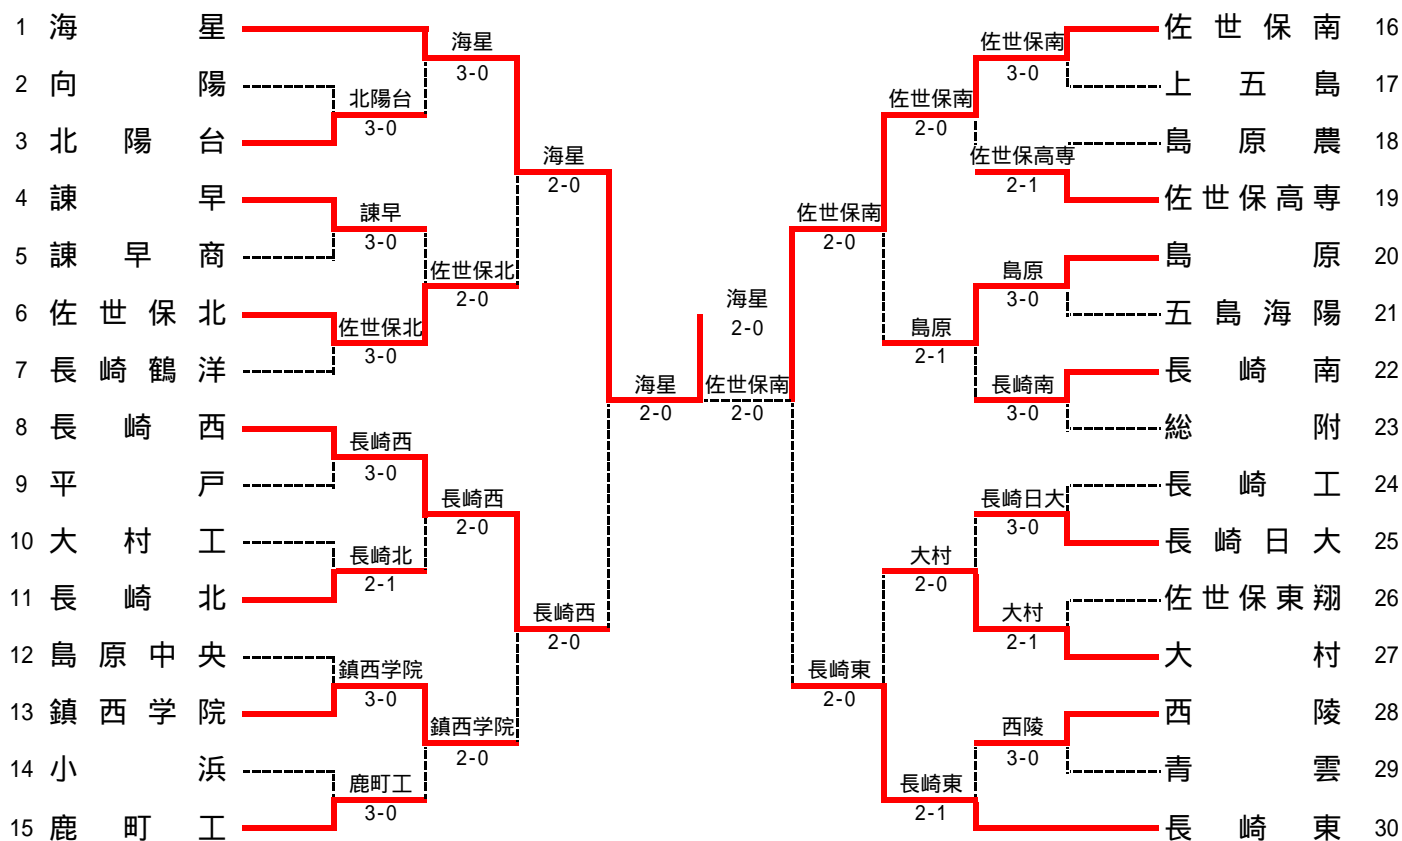 1 海星
2 向陽
3 北陽台
4 諫早
5 諫早商
6 佐世保北
7 長崎鶴洋
8 長崎西
9 平戸
10 大村工
11 長崎北
12 島原中央
13 鎮西学院
14 小浜
15 鹿町工
北陽台
3-0
諫早
3-0
佐世保北
3-0
長崎西
3-0
長崎北
2-1
鎮西学院
3-0
鹿町工
3-0
海星
3-0
佐世保北
2-0
長崎西
2-0
鎮西学院
2-0
海星
2-0
長崎西
2-0
海星
2-0
海星
2-0
佐世保南
2-0
佐世保南
2-0
長崎東
2-0
佐世保南
2-0
島原
2-1
大村
2-0
長崎東
2-1
佐世保南
3-0
佐世保高専
2-1
島原
3-0
長崎南
3-0
長崎日大
3-0
大村
2-1
西陵
3-0
佐世保南 16
上五島 17
島原農 18
佐世保高専 19
島原 20
五島海陽 21
長崎南 22
総附 23
長崎工 24
長崎日大 25
佐世保東翔 26
大村 27
西陵 28
青雲 29
長崎東 30